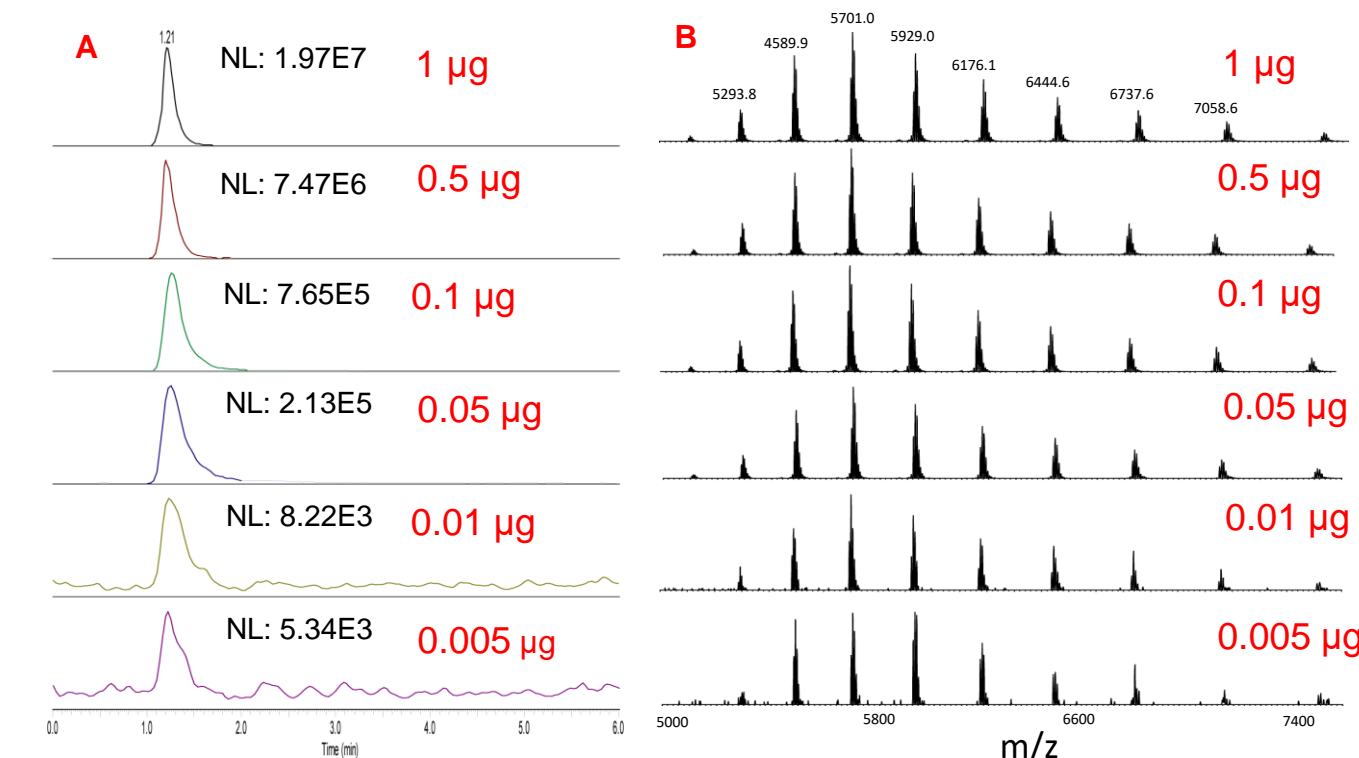 A
1.21
NL: 1.97E7
1 µg
NL: 7.47E6
0.5 µg
NL: 7.65E5
0.1 µg
NL: 2.13E5
0.05 µg
NL: 8.22E3
0.01 µg
NL: 5.34E3
0.005 µg
0.0 1.0 2.0 3.0 4.0 5.0 6.0
Time (min)
B
5293.8 4589.9 5701.0 5929.0 6176.1 6444.6 6737.6 7058.6
1 µg
0.5 µg
0.1 µg
0.05 µg
0.01 µg
0.005 µg
5000 5800 6600 7400
m/z